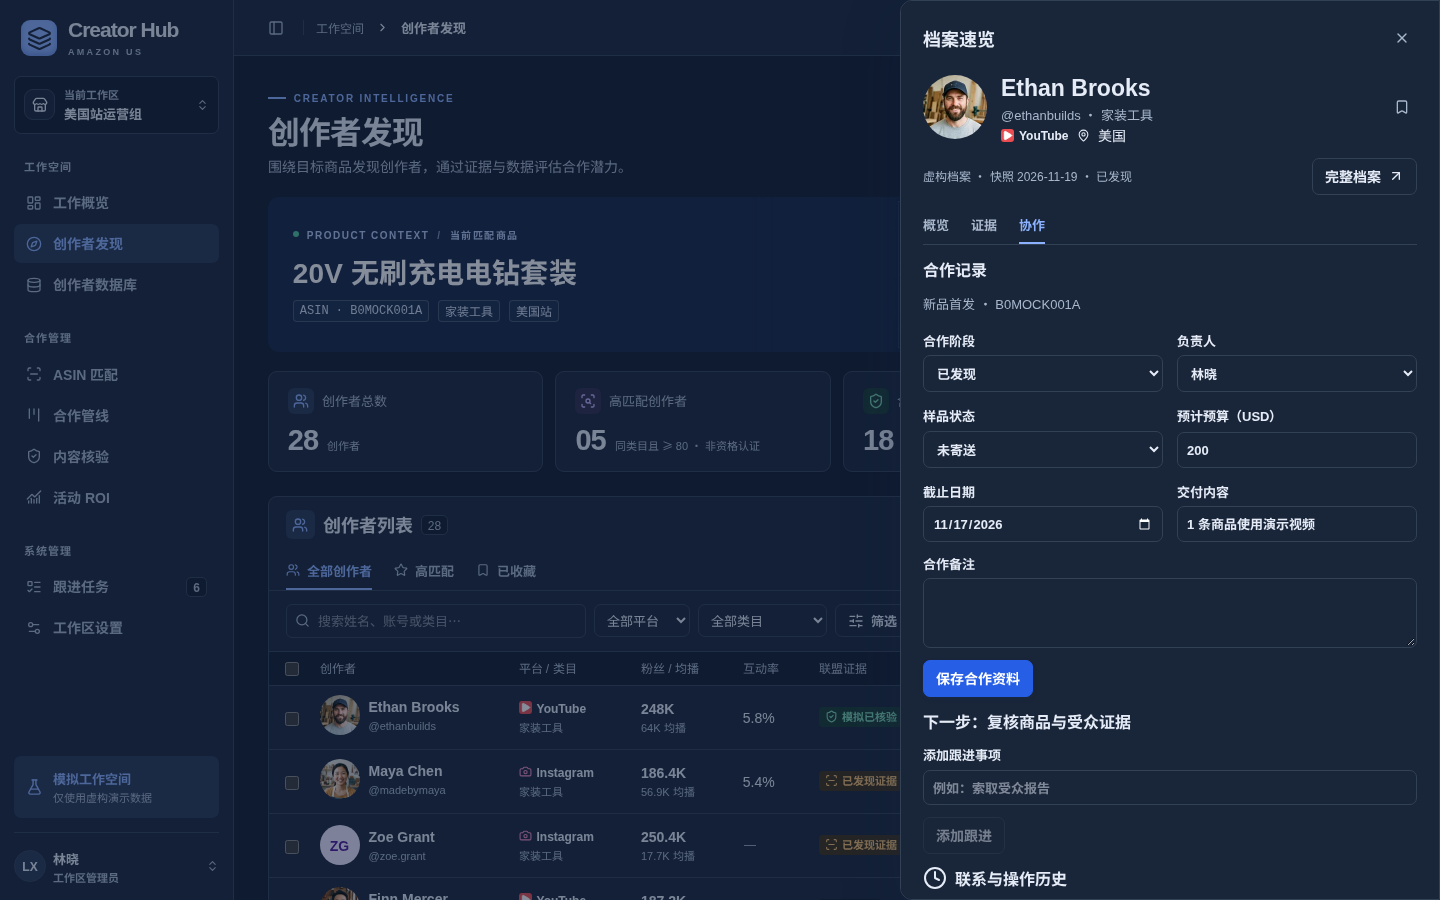 Creator Hub
AMAZON US
当前工作区
美国站运营组
工作空间
工作概览
创作者发现
创作者数据库
合作管理
ASIN 匹配
合作管线
内容核验
活动 ROI
系统管理
跟进任务 6
工作区设置
模拟工作空间
仅使用虚构演示数据
LX 林晓
工作区管理员
工作空间 创作者发现
CREATOR INTELLIGENCE
创作者发现
围绕目标商品发现创作者，通过证据与数据评估合作潜力。
PRODUCT CONTEXT / 当前匹配商品
20V 无刷充电电钻套装
ASIN · B0MOCK001A 家装工具 美国站
创作者总数
28 创作者
高匹配创作者
05 同类目且 ≥ 80 · 非资格认证
18
创作者列表 28
全部创作者 高匹配 已收藏
搜索姓名、账号或类目…
全部平台 全部类目 筛选
创作者 平台 / 类目 粉丝 / 均播 互动率 联盟证据
Ethan Brooks
@ethanbuilds
YouTube
家装工具
248K
64K 均播
5.8%
模拟已核验
Maya Chen
@madebymaya
Instagram
家装工具
186.4K
56.9K 均播
5.4%
已发现证据
ZG Zoe Grant
@zoe.grant
Instagram
家装工具
250.4K
17.7K 均播
—
已发现证据
Finn Mercer
YouTube
187.2K
档案速览
Ethan Brooks
@ethanbuilds · 家装工具
YouTube 美国
虚构档案 · 快照 2026-11-19 · 已发现
完整档案
概览 证据 协作
合作记录
新品首发 · B0MOCK001A
合作阶段 负责人
已发现 林晓
样品状态 预计预算（USD）
未寄送 200
截止日期 交付内容
11/17/2026 1 条商品使用演示视频
合作备注
保存合作资料
下一步：复核商品与受众证据
添加跟进事项
例如：索取受众报告
添加跟进
联系与操作历史